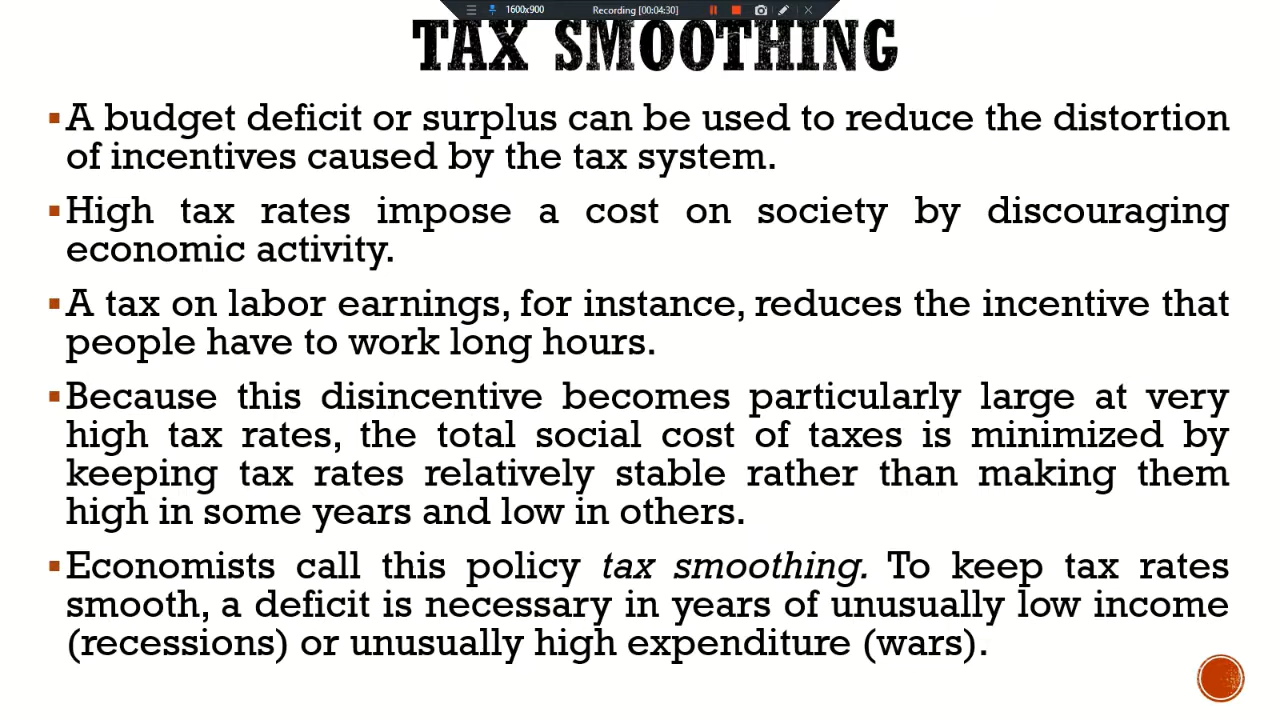 1600x900 Recording [00:04:30]
TAX SMOOTHING
▪A budget deficit or surplus can be used to reduce the distortion
of incentives caused by the tax system.
▪High tax rates impose a cost on society by discouraging
economic activity.
▪A tax on labor earnings, for instance, reduces the incentive that
people have to work long hours.
▪Because this disincentive becomes particularly large at very
high tax rates, the total social cost of taxes is minimized by
keeping tax rates relatively stable rather than making them
high in some years and low in others.
▪Economists call this policy tax smoothing. To keep tax rates
smooth, a deficit is necessary in years of unusually low income
(recessions) or unusually high expenditure (wars).